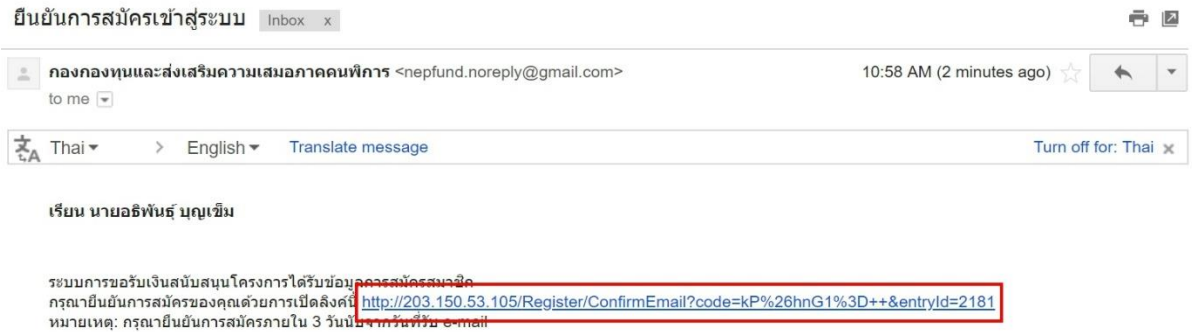 ยืนยันการสมัครเข้าสู่ระบบ Inbox x
กองกองทุนและส่งเสริมความเสมอภาคคนพิการ <nepfund.noreply@gmail.com> 10:58 AM (2 minutes ago)
to me
Thai > English Translate message Turn off for: Thai x
เรียน นายอธิพันธุ์ บุญเข็ม
ระบบการขอรับเงินสนับสนุนโครงการได้รับข้อมูลการสมัครสมาชิก
กรุณายืนยันการสมัครของคุณด้วยการเปิดลิงค์นี้ http://203.150.53.105/Register/ConfirmEmail?code=kP%26hnG1%3D++&entryId=2181
หมายเหตุ: กรุณายืนยันการสมัครภายใน 3 วันนับจากวันที่รับ e-mail